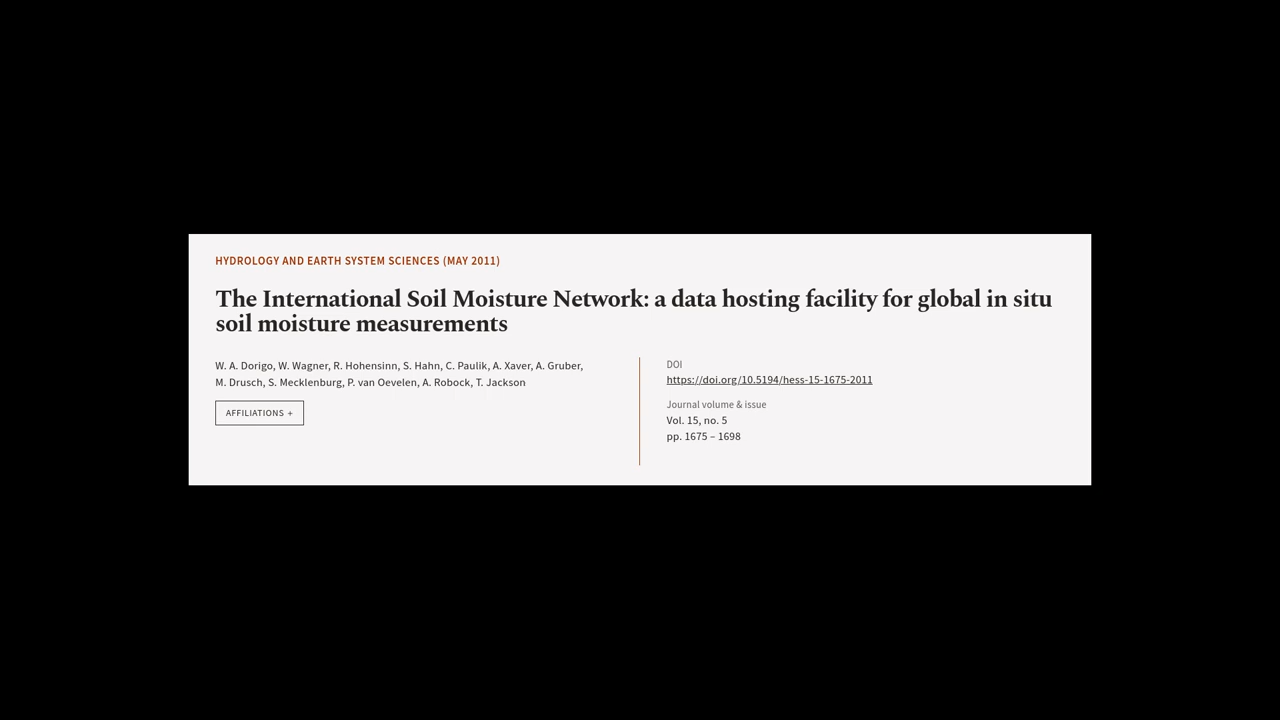 HYDROLOGY AND EARTH SYSTEM SCIENCES (MAY 2011)
The International Soil Moisture Network: a data hosting facility for global in situ
soil moisture measurements
W. A. Dorigo, W. Wagner, R. Hohensinn, S. Hahn, C. Paulik, A. Xaver, A. Gruber,
M. Drusch, S. Mecklenburg, P. van Oevelen, A. Robock, T. Jackson
AFFILIATIONS +
DOI
https://doi.org/10.5194/hess-15-1675-2011
Journal volume & issue
Vol. 15, no. 5
pp. 1675 – 1698